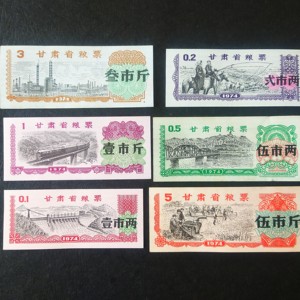 3 甘肃省粮票
叁市斤
1974
0.2 甘肃省粮票
贰市两
1974
1 甘肃省粮票
壹市斤
1974
0.5 甘肃省粮票
伍市两
1974
0.1 甘肃省粮票
壹市两
1974
5 甘肃省粮票
伍市斤
1974